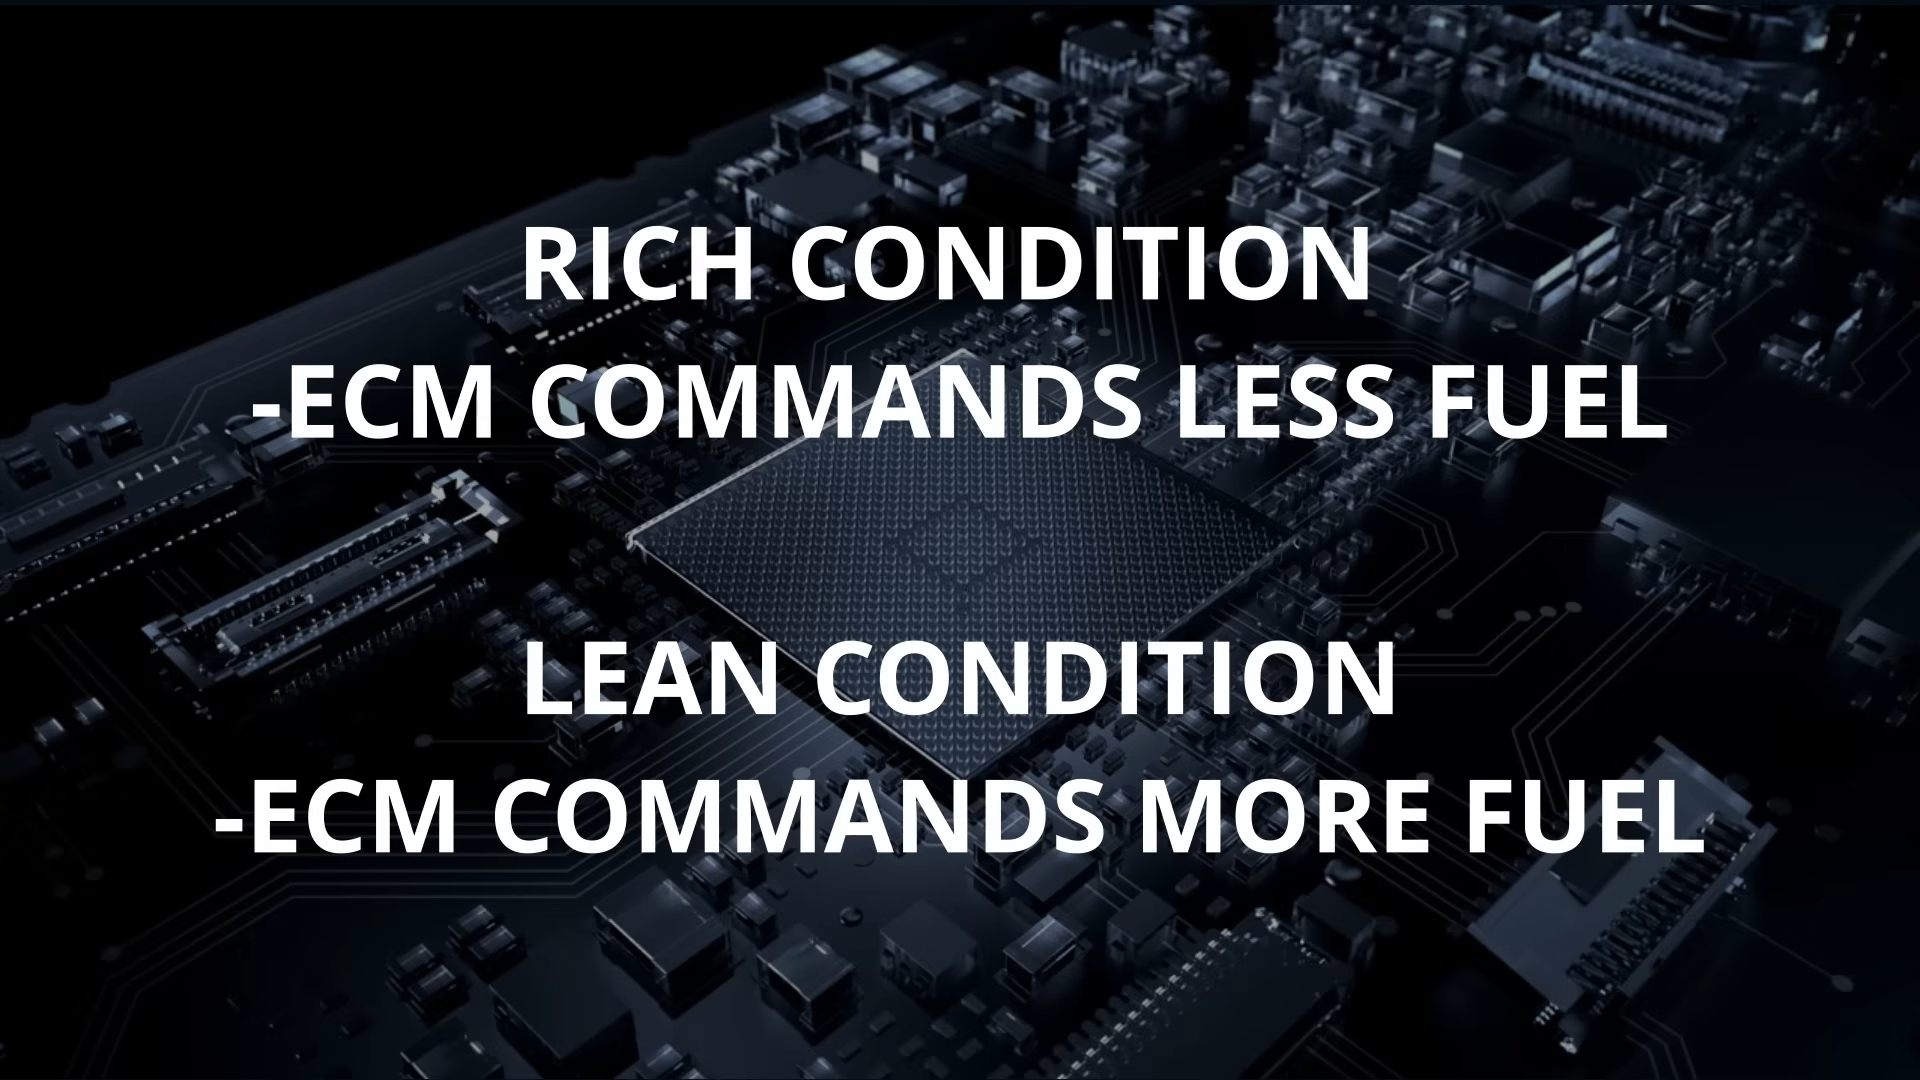 RICH CONDITION
-ECM COMMANDS LESS FUEL
LEAN CONDITION
-ECM COMMANDS MORE FUEL